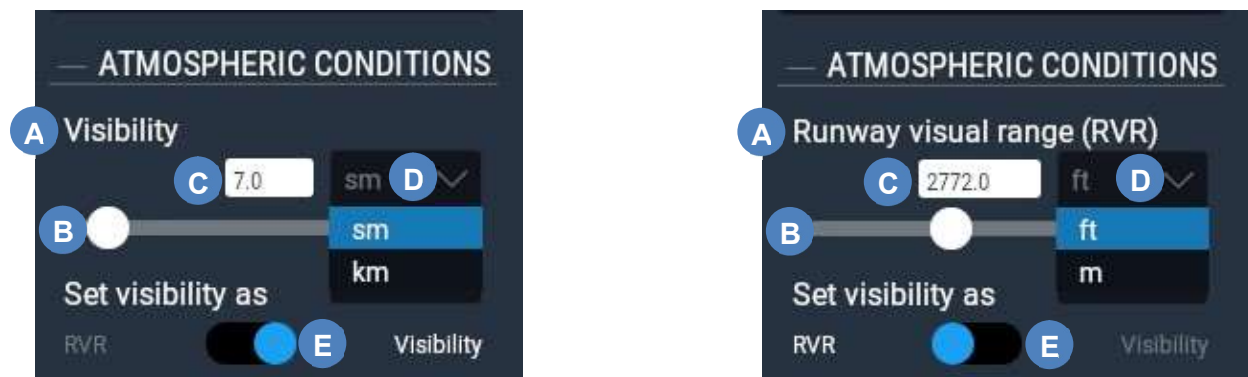 ATMOSPHERIC CONDITIONS
A Visibility
C 7.0 sm D
B sm
km
Set visibility as
RVR E Visibility
ATMOSPHERIC CONDITIONS
A Runway visual range (RVR)
C 2772.0 ft D
B ft
m
Set visibility as
RVR E Visibility